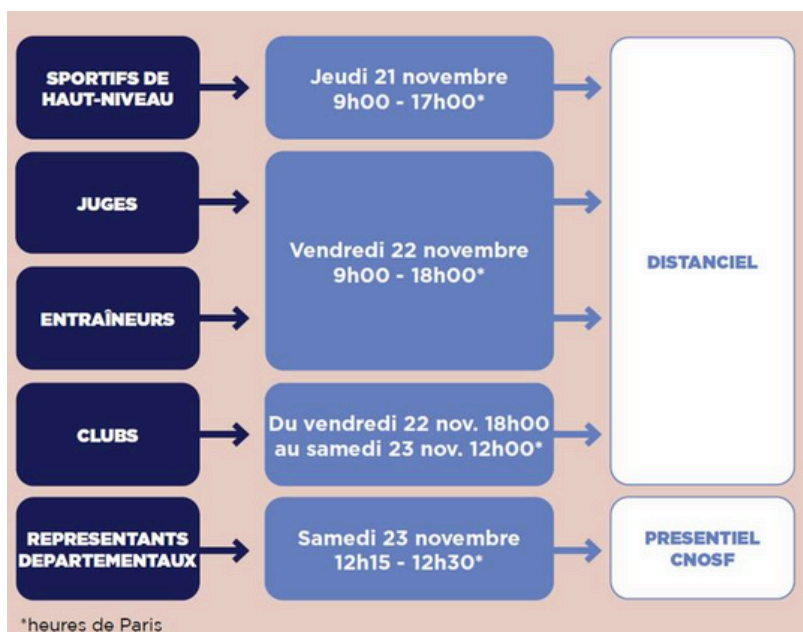 SPORTIFS DE
HAUT-NIVEAU
Jeudi 21 novembre
9h00 - 17h00*
JUGES
Vendredi 22 novembre
9h00 - 18h00*
DISTANCIEL
ENTRAÎNEURS
CLUBS
Du vendredi 22 nov. 18h00
au samedi 23 nov. 12h00*
REPRESENTANTS
DEPARTEMENTAUX
Samedi 23 novembre
12h15 - 12h30*
PRESENTIEL
CNOSF
*heures de Paris